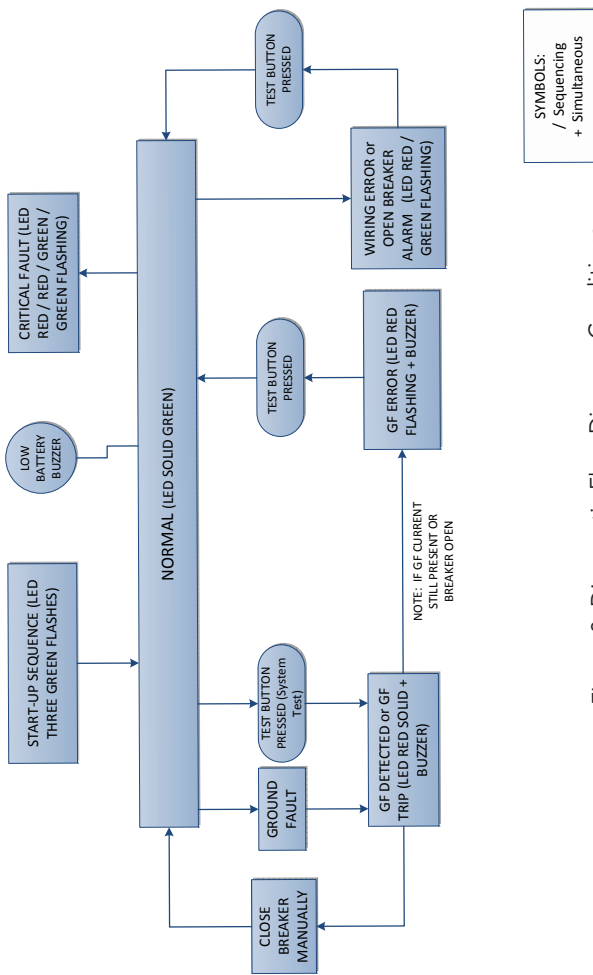 START-UP SEQUENCE (LED
THREE GREEN FLASHES)
LOW
BATTERY
BUZZER
CRITICAL FAULT (LED
RED / RED / GREEN /
GREEN FLASHING)
NORMAL (LED SOLID GREEN)
CLOSE
BREAKER
MANUALLY
GROUND
FAULT
TEST BUTTON
PRESSED (System
Test)
TEST BUTTON
PRESSED
TEST BUTTON
PRESSED
GF DETECTED or GF
TRIP (LED RED SOLID +
BUZZER)
NOTE: IF GF CURRENT
STILL PRESENT OR
BREAKER OPEN
GF ERROR (LED RED
FLASHING + BUZZER)
WIRING ERROR or
OPEN BREAKER
ALARM (LED RED /
GREEN FLASHING)
SYMBOLS:
/ Sequencing
+ Simultaneous